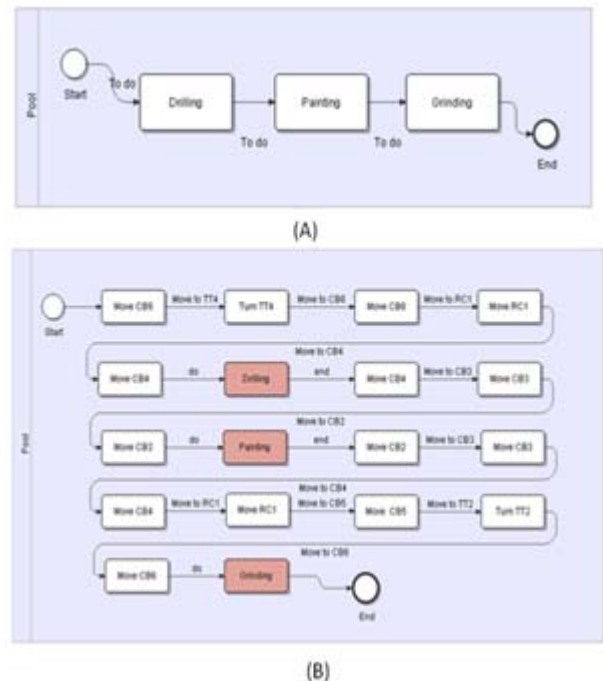 Pool
Start
To do
Drilling
To do
Painting
To do
Grinding
End
(A)
Pool
Start
Move CB5
Move to TT4
Turn TT4
Move to CB6
Move CB6
Move to RC1
Move RC1
Move to CB4
Move CB4
do
Drilling
end
Move CB4
Move to CB3
Move CB3
Move to CB2
Move CB2
do
Painting
end
Move CB2
Move to CB3
Move CB3
Move to CB4
Move CB4
Move to RC1
Move RC1
Move to CB5
Move CB5
Move to TT2
Turn TT2
Move to CB6
Move CB6
do
Grinding
End
(B)